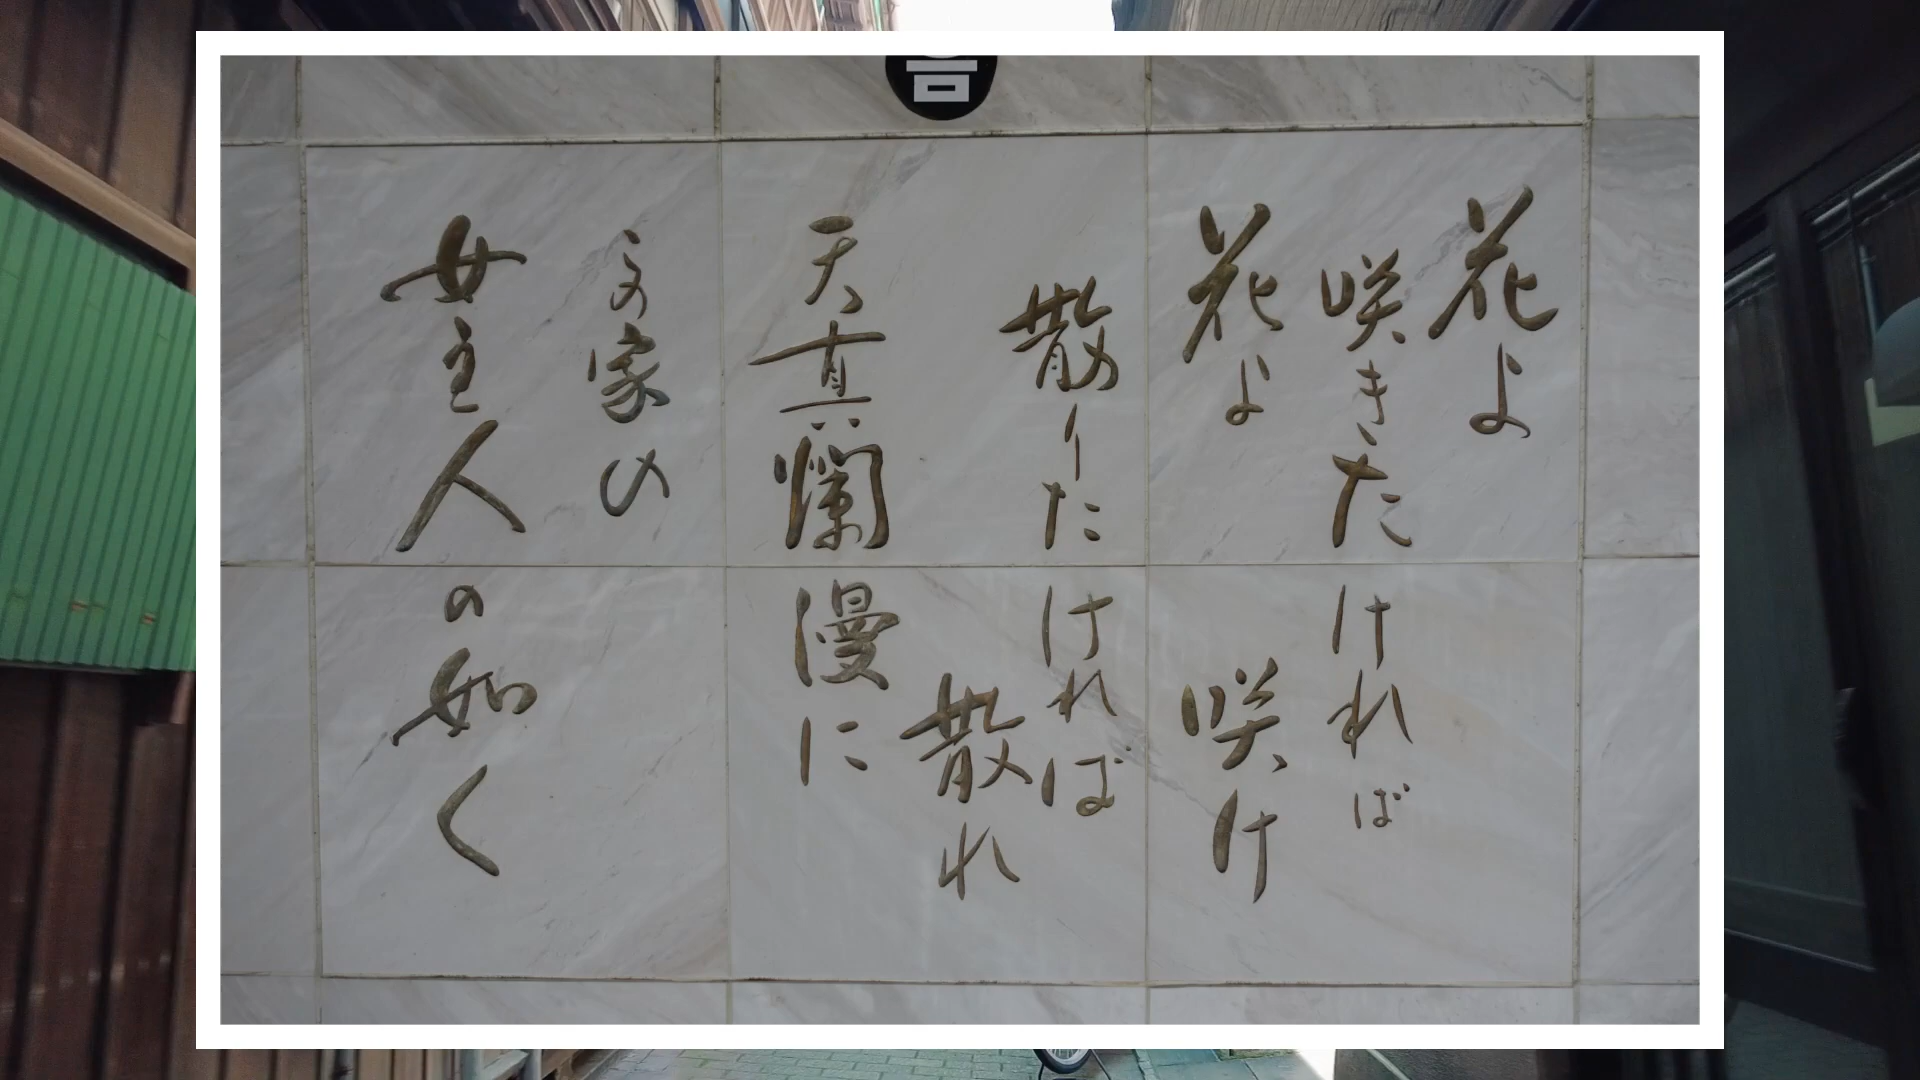 花よ
咲きたければ
花よ
咲け
散りたければ
散れ
天真爛漫に
この家の
女主人の如く